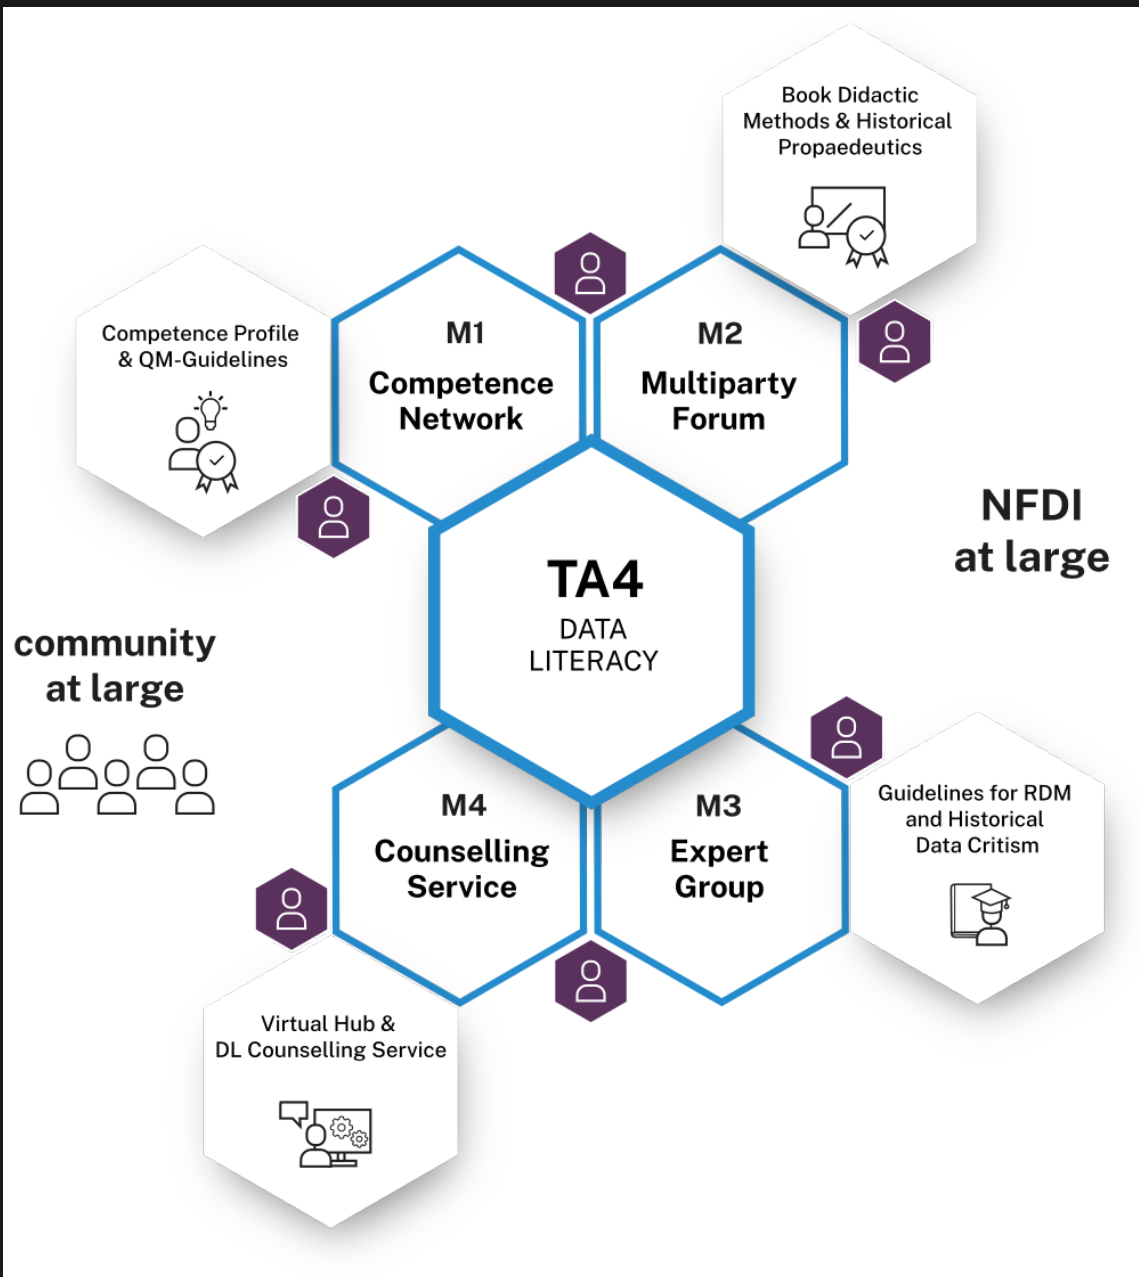 Book Didactic
Methods & Historical
Propaedeutics
Competence Profile
& QM-Guidelines
M1
Competence
Network
M2
Multiparty
Forum
NFDI
at large
TA4
DATA
LITERACY
community
at large
M4
Counselling
Service
M3
Expert
Group
Guidelines for RDM
and Historical
Data Critism
Virtual Hub &
DL Counselling Service